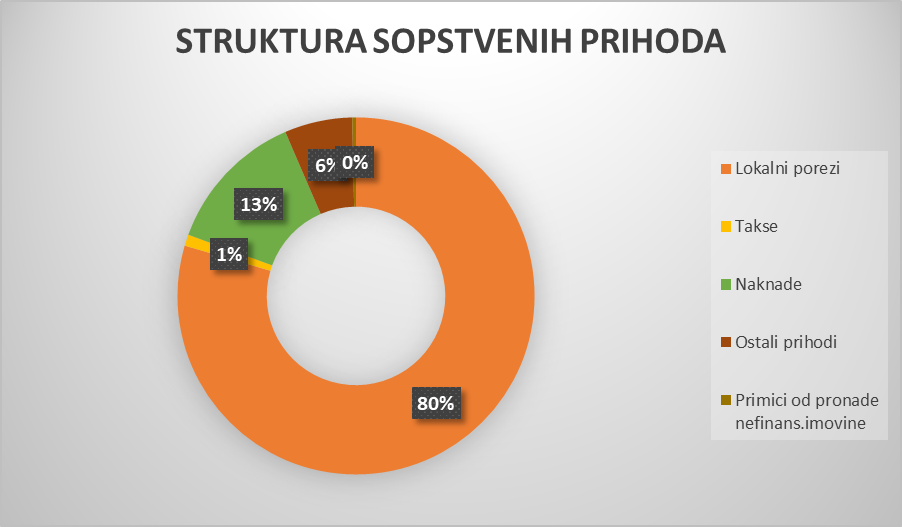 STRUKTURA SOPSTVENIH PRIHODA
6%
0%
13%
1%
80%
Lokalni porezi
Takse
Naknade
Ostali prihodi
Primici od pronade
nefinans.imovine